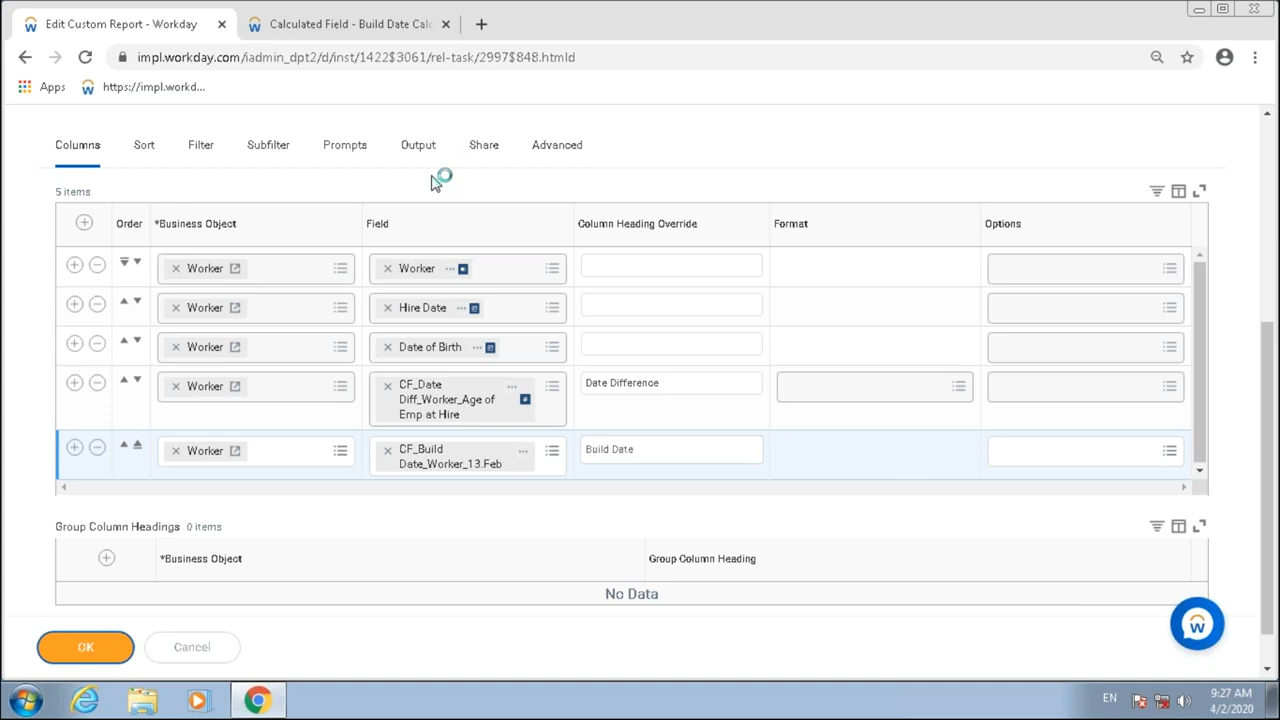 Edit Custom Report - Workday
Calculated Field - Build Date Calc
impl.workday.com/iadmin_dpt2/d/inst/1422$3061/rel-task/2997$848.htmld
Apps
https://impl.workd...
Columns
Sort
Filter
Subfilter
Prompts
Output
Share
Advanced
5 items
Order
*Business Object
Field
Column Heading Override
Format
Options
Worker
Worker
Worker
Hire Date
Worker
Date of Birth
Worker
CF_Date
Diff_Worker_Age of
Emp at Hire
Date Difference
Worker
CF_Build
Date_Worker_13.Feb
Build Date
Group Column Headings 0 items
*Business Object
Group Column Heading
No Data
OK
Cancel
EN
9:27 AM
4/2/2020